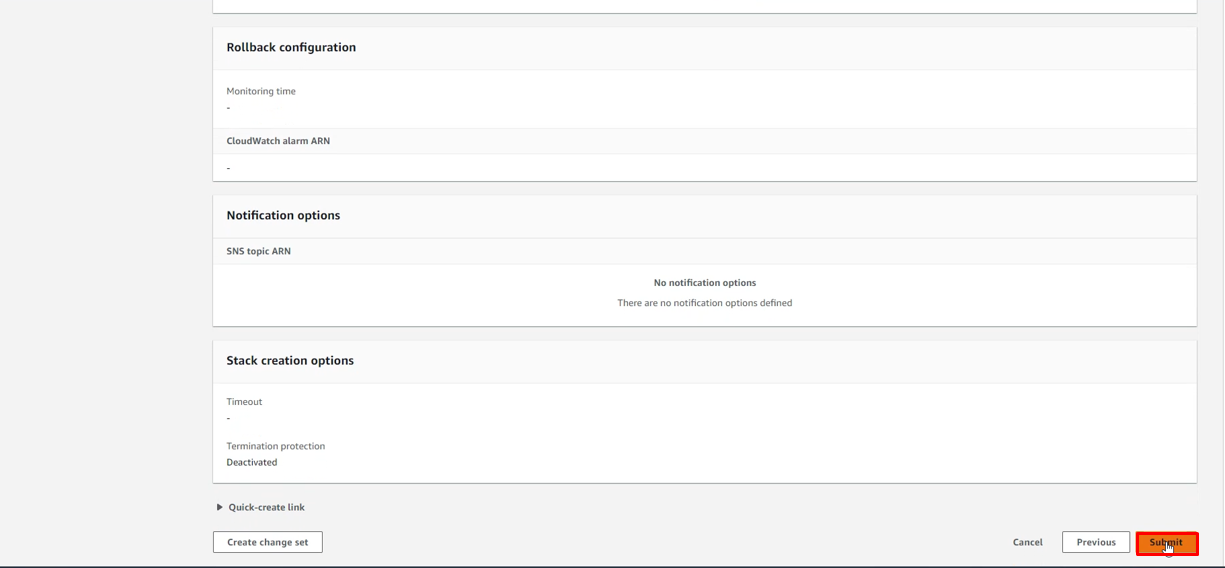 Rollback configuration
Monitoring time
-
CloudWatch alarm ARN
-
Notification options
SNS topic ARN
No notification options
There are no notification options defined
Stack creation options
Timeout
-
Termination protection
Deactivated
Quick-create link
Create change set
Cancel
Previous
Submit